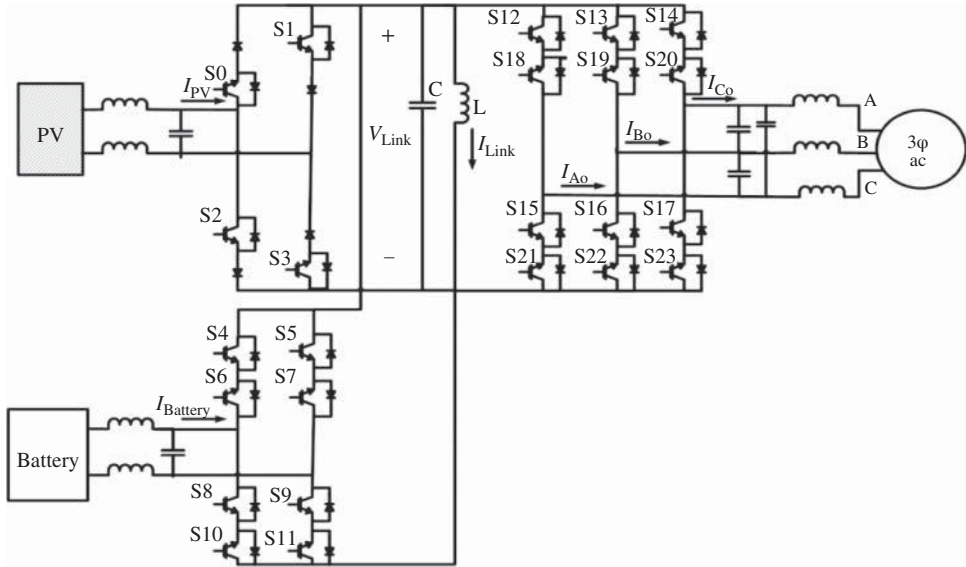 S12
S13
S14
S1
+
S0
S18
S19
S20
I_PV
C
L
I_Co
A
PV
V_Link
I_Link
I_Bo
B
3φ
ac
I_Ao
C
S2
S15
S16
S17
S3
–
S21
S22
S23
S4
S5
S6
S7
I_Battery
Battery
S8
S9
S10
S11